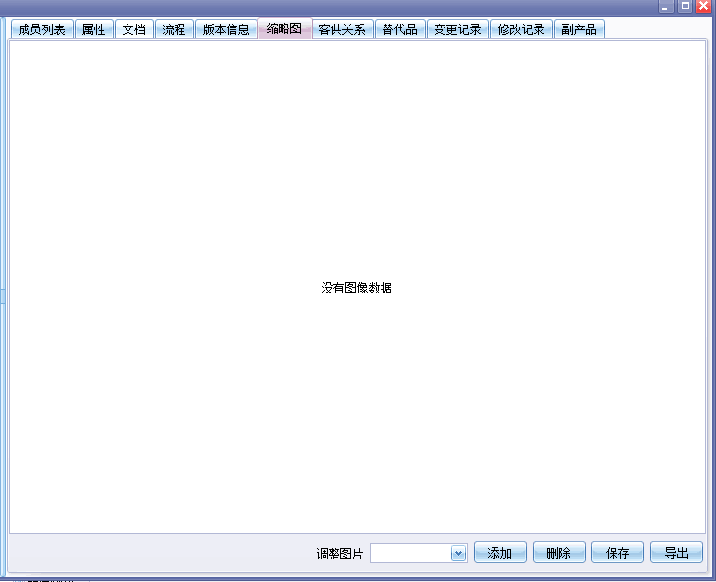 成员列表 属性 文档 流程 版本信息 缩略图 客供关系 替代品 变更记录 修改记录 副产品
没有图像数据
调整图片 添加 删除 保存 导出